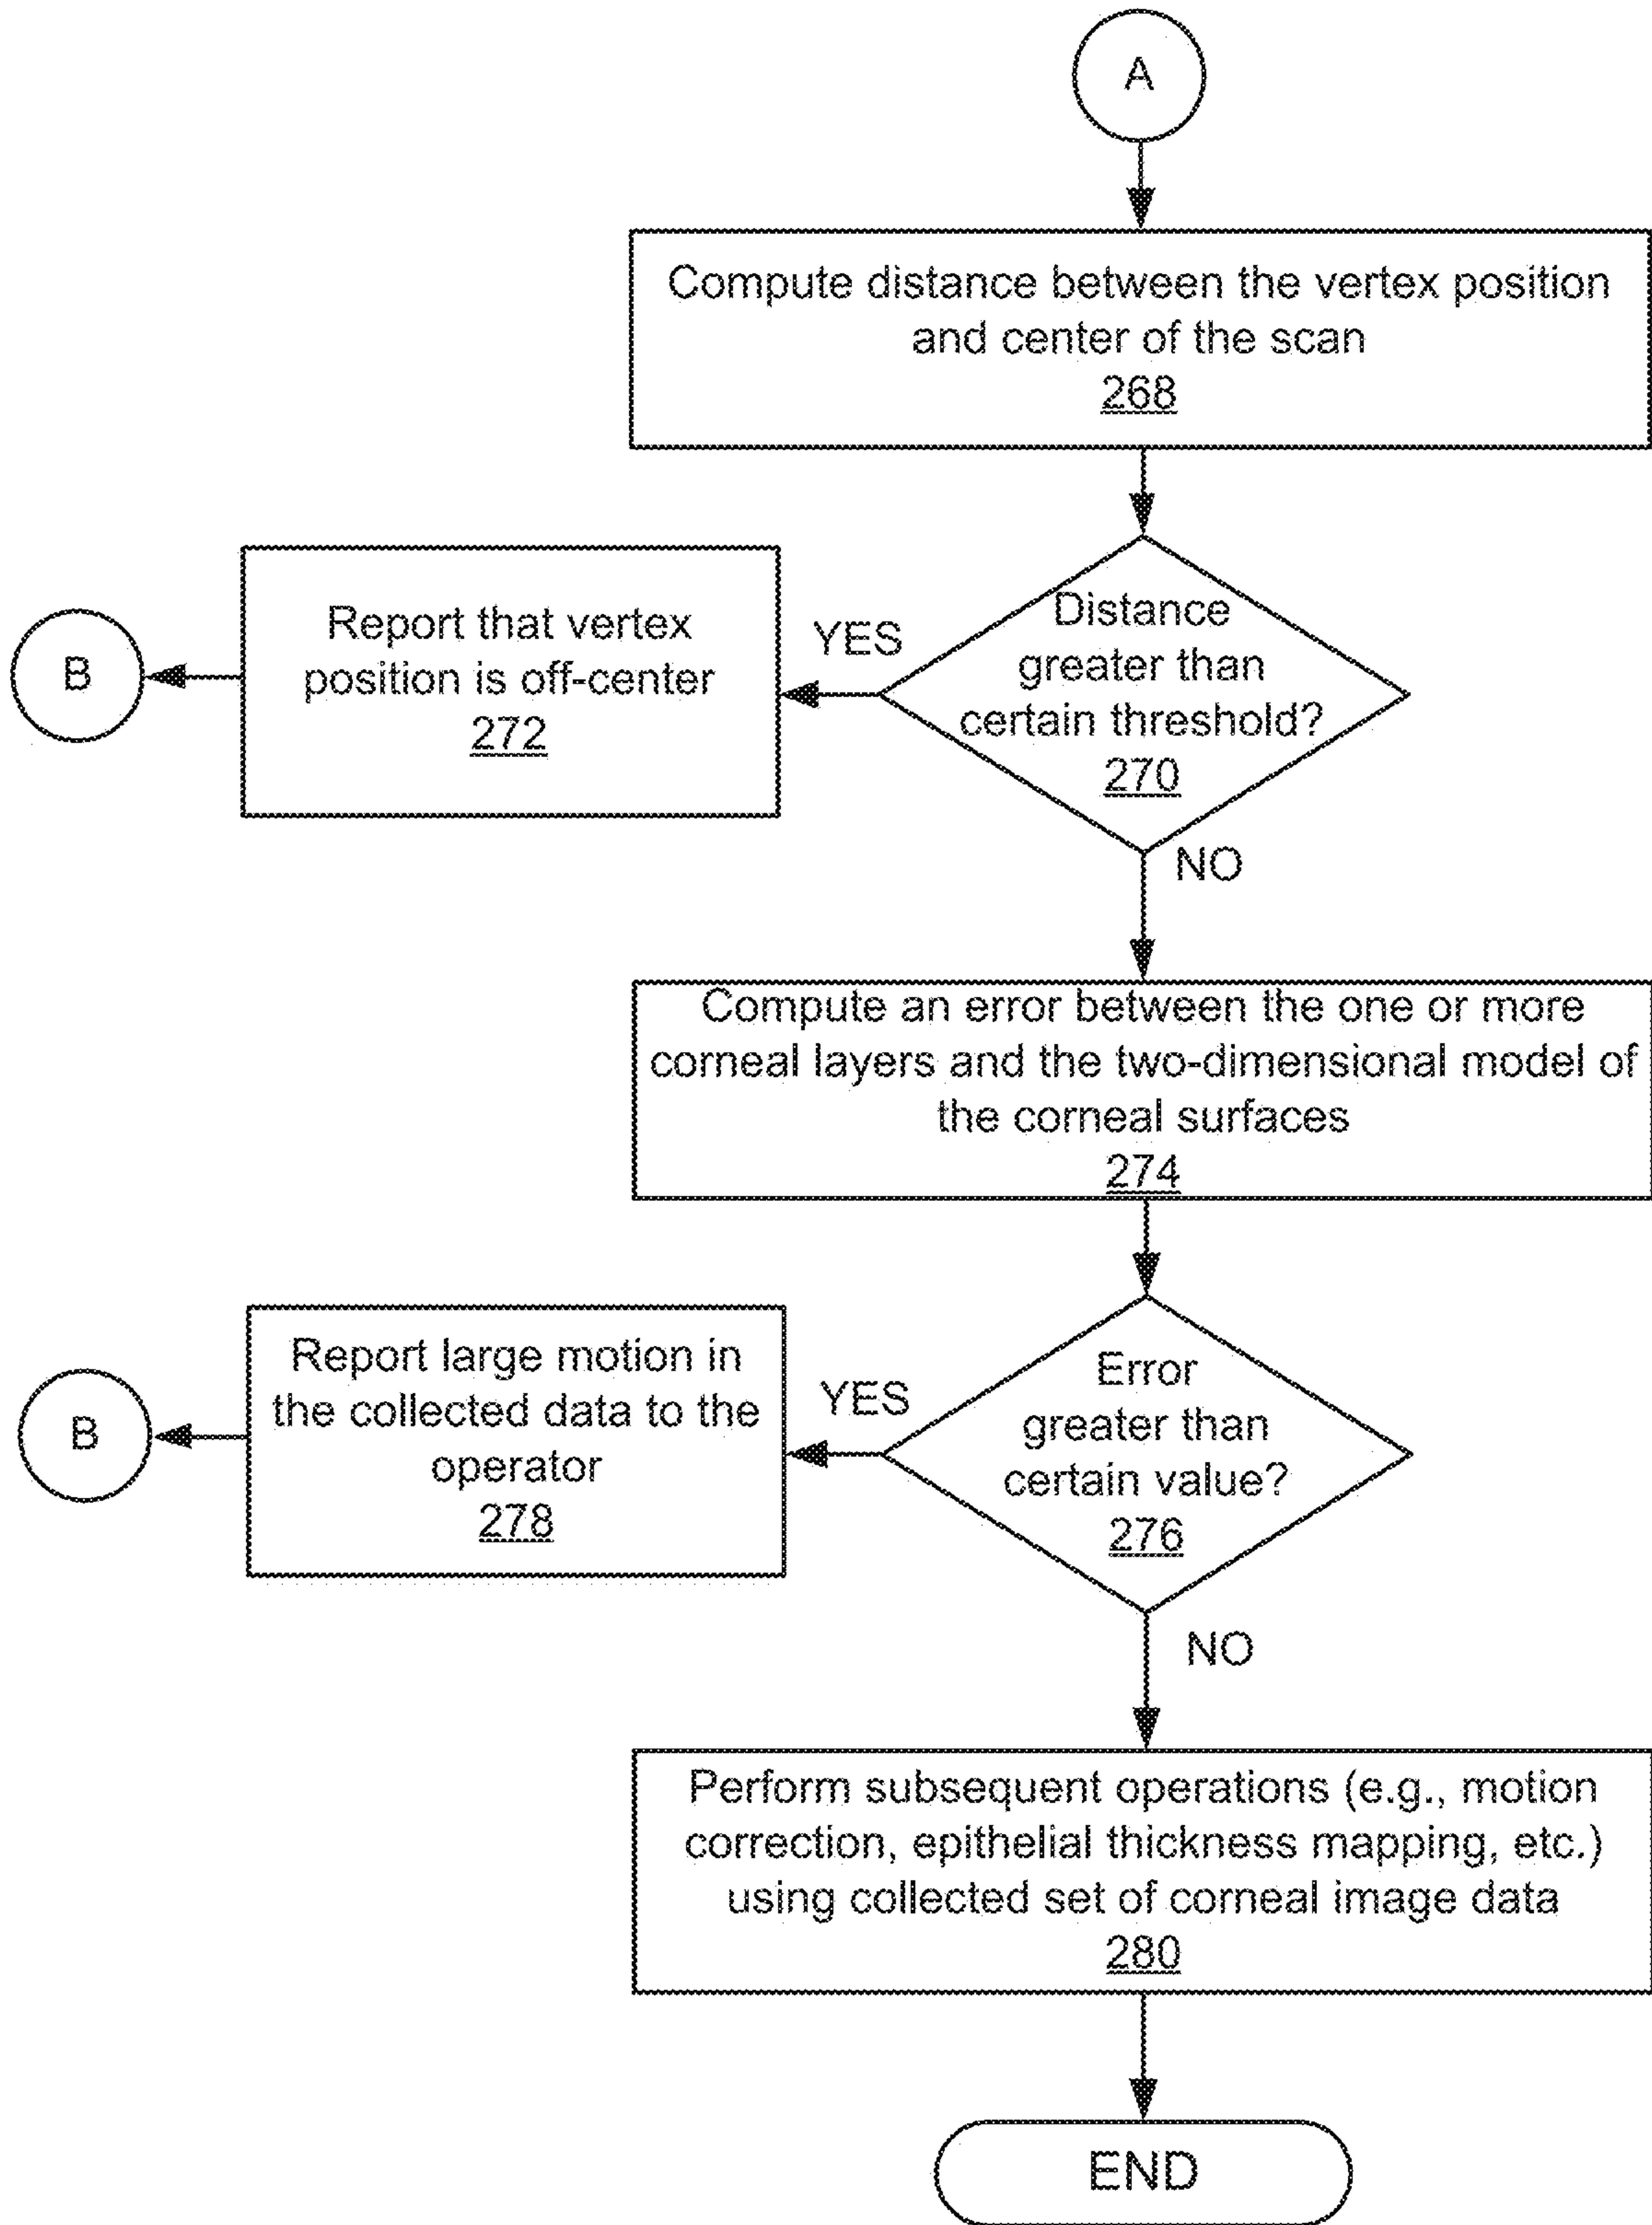 A
Compute distance between the vertex position
and center of the scan
268
Distance
greater than
certain threshold?
270
YES
Report that vertex
position is off-center
272
B
NO
Compute an error between the one or more
corneal layers and the two-dimensional model of
the corneal surfaces
274
Error
greater than
certain value?
276
YES
Report large motion in
the collected data to the
operator
278
B
NO
Perform subsequent operations (e.g., motion
correction, epithelial thickness mapping, etc.)
using collected set of corneal image data
280
END